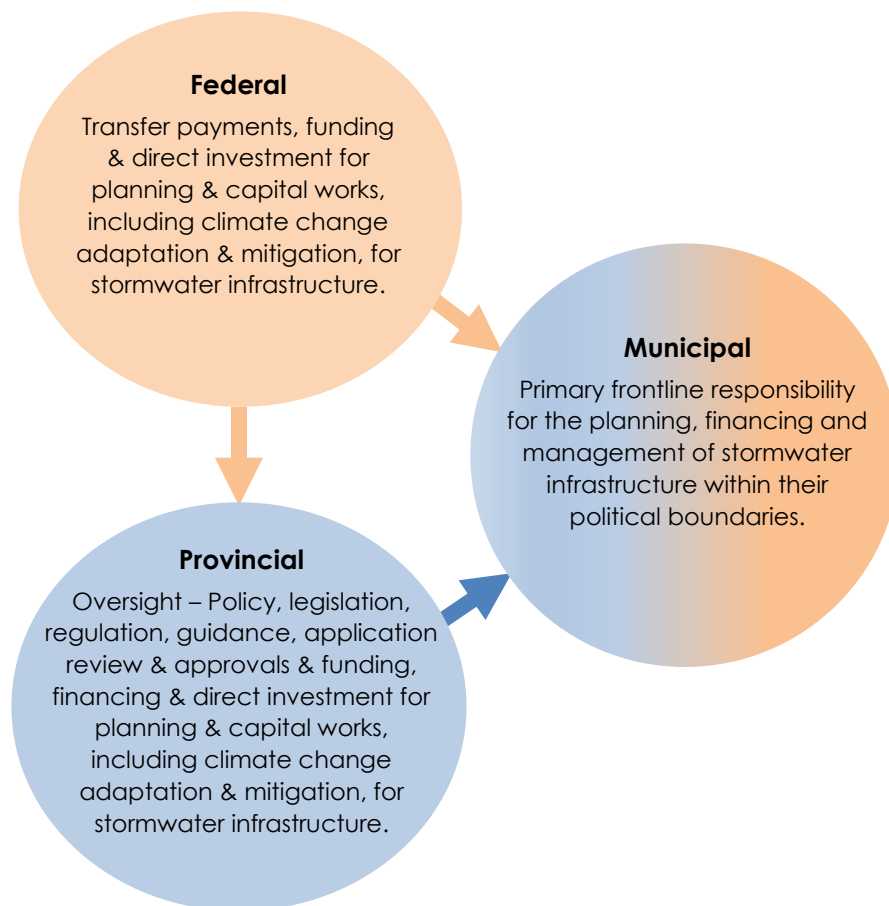 Federal
Transfer payments, funding
& direct investment for
planning & capital works,
including climate change
adaptation & mitigation, for
stormwater infrastructure.
Municipal
Primary frontline responsibility
for the planning, financing and
management of stormwater
infrastructure within their
political boundaries.
Provincial
Oversight – Policy, legislation,
regulation, guidance, application
review & approvals & funding,
financing & direct investment for
planning & capital works,
including climate change
adaptation & mitigation, for
stormwater infrastructure.